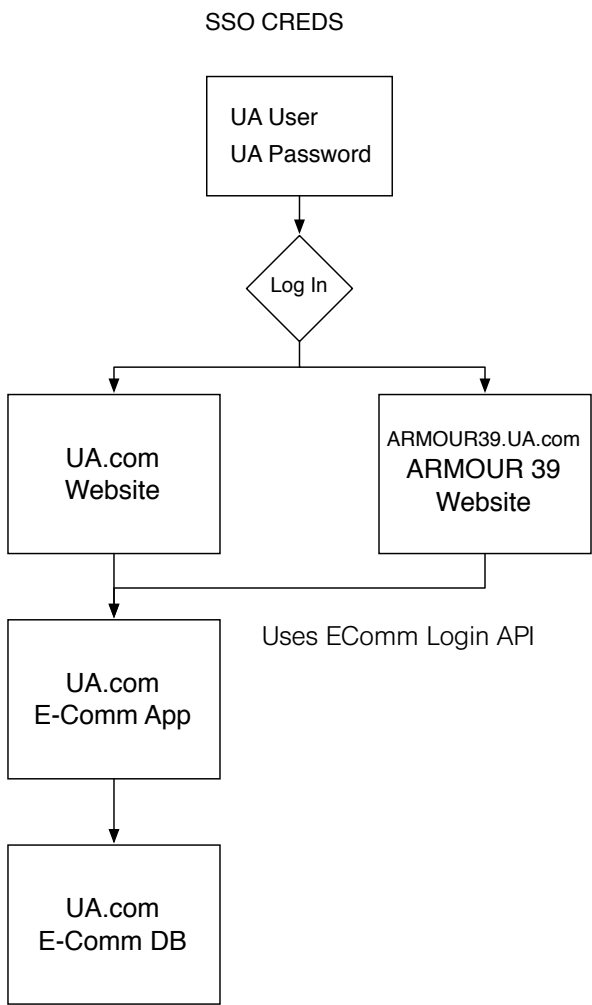 SSO CREDS
UA User
UA Password
Log In
UA.com
Website
ARMOUR39.UA.com
ARMOUR 39
Website
Uses EComm Login API
UA.com
E-Comm App
UA.com
E-Comm DB